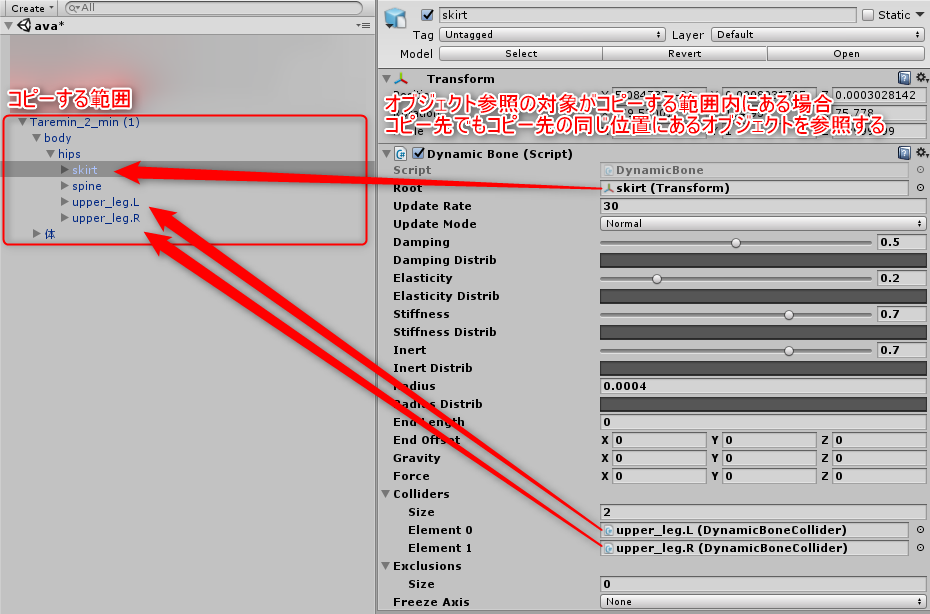 Create
All
ava*
コピーする範囲
Taremin_2_min (1)
body
hips
skirt
spine
upper_leg.L
upper_leg.R
体
skirt
Static
Tag Untagged Layer Default
Model Select Revert Open
Transform
オブジェクト参照の対象がコピーする範囲内にある場合
コピー先でもコピー先の同じ位置にあるオブジェクトを参照する
0.0003028142
Dynamic Bone (Script)
Script DynamicBone
Root skirt (Transform)
Update Rate 30
Update Mode Normal
Damping 0.5
Damping Distrib
Elasticity 0.2
Elasticity Distrib
Stiffness 0.7
Stiffness Distrib
Inert 0.7
Inert Distrib
Radius 0.0004
Radius Distrib
End Length 0
End Offset X 0 Y 0 Z 0
Gravity X 0 Y 0 Z 0
Force X 0 Y 0 Z 0
Colliders
Size 2
Element 0 upper_leg.L (DynamicBoneCollider)
Element 1 upper_leg.R (DynamicBoneCollider)
Exclusions
Size 0
Freeze Axis None